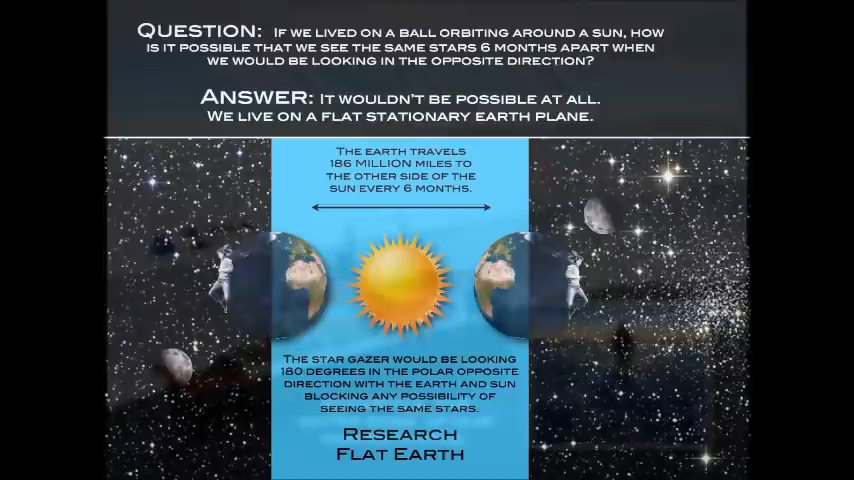 QUESTION: IF WE LIVED ON A BALL ORBITING AROUND A SUN, HOW
IS IT POSSIBLE THAT WE SEE THE SAME STARS 6 MONTHS APART WHEN
WE WOULD BE LOOKING IN THE OPPOSITE DIRECTION?
ANSWER: IT WOULDN'T BE POSSIBLE AT ALL.
WE LIVE ON A FLAT STATIONARY EARTH PLANE.
THE EARTH TRAVELS
186 MILLION MILES TO
THE OTHER SIDE OF THE
SUN EVERY 6 MONTHS.
THE STAR GAZER WOULD BE LOOKING
180 DEGREES IN THE POLAR OPPOSITE
DIRECTION WITH THE EARTH AND SUN
BLOCKING ANY POSSIBILITY OF
SEEING THE SAME STARS.
RESEARCH
FLAT EARTH